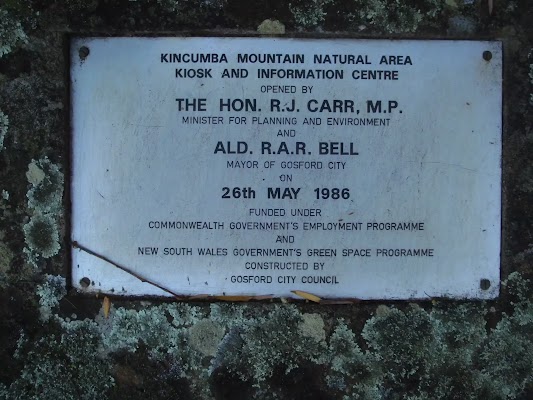 KINCUMBA MOUNTAIN NATURAL AREA
KIOSK AND INFORMATION CENTRE
OPENED BY
THE HON. R.J. CARR, M.P.
MINISTER FOR PLANNING AND ENVIRONMENT
AND
ALD. R.A.R. BELL
MAYOR OF GOSFORD CITY
ON
26th MAY 1986
FUNDED UNDER
COMMONWEALTH GOVERNMENT'S EMPLOYMENT PROGRAMME
AND
NEW SOUTH WALES GOVERNMENT'S GREEN SPACE PROGRAMME
CONSTRUCTED BY
GOSFORD CITY COUNCIL